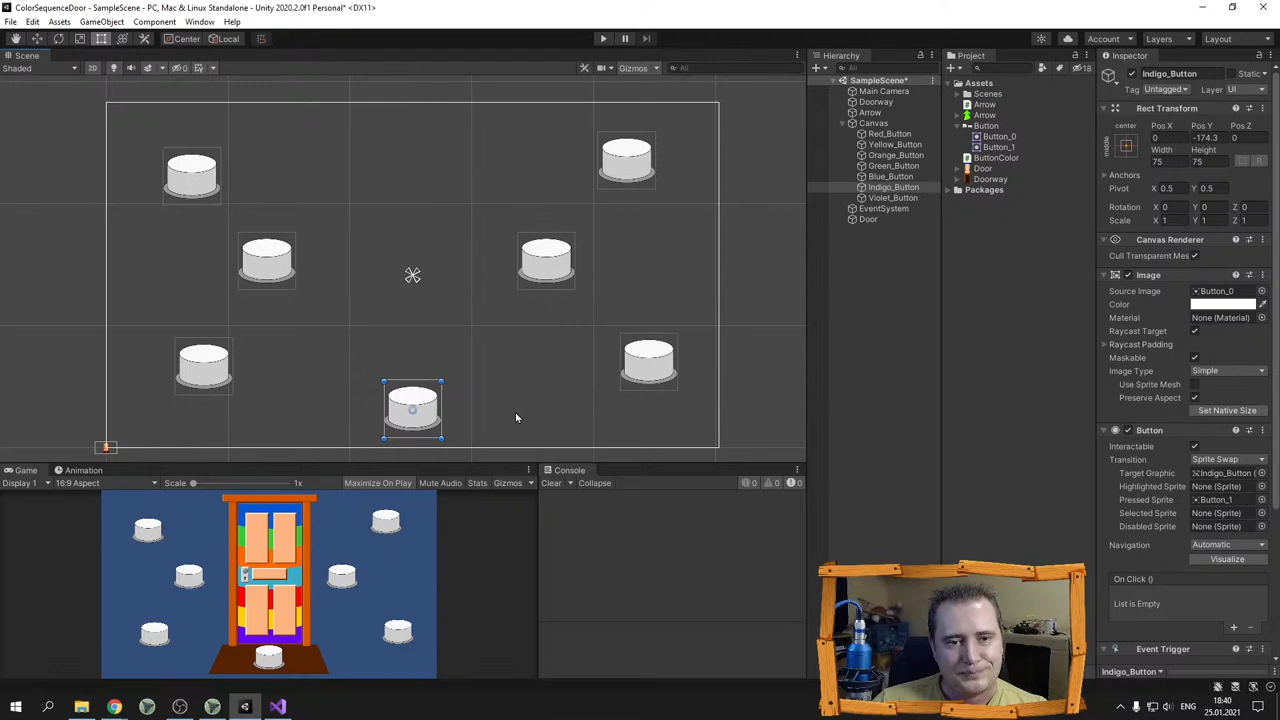 ColorSequenceDoor - SampleScene - PC, Mac & Linux Standalone - Unity 2020.2.0f1 Personal* <DX11>
File Edit Assets GameObject Component Window Help
Center Local Account Layers Layout
Scene
Shaded 2D 0 Gizmos All
Hierarchy
All
SampleScene*
Main Camera
Doorway
Arrow
Canvas
Red_Button
Yellow_Button
Orange_Button
Green_Button
Blue_Button
Indigo_Button
Violet_Button
EventSystem
Door
Project
18
Assets
Scenes
Arrow
Arrow
Button
Button_0
Button_1
ButtonColor
Door
Doorway
Packages
Inspector
Indigo_Button Static
Tag Untagged Layer UI
Rect Transform
center Pos X Pos Y Pos Z
middle 0 -174.3 0
Width Height
75 75 R
Anchors
Pivot X 0.5 Y 0.5
Rotation X 0 Y 0 Z 0
Scale X 1 Y 1 Z 1
Canvas Renderer
Cull Transparent Mes
Image
Source Image Button_0
Color
Material None (Material)
Raycast Target
Raycast Padding
Maskable
Image Type Simple
Use Sprite Mesh
Preserve Aspect
Set Native Size
Button
Interactable
Transition Sprite Swap
Target Graphic Indigo_Button (
Highlighted Sprite None (Sprite)
Pressed Sprite Button_1
Selected Sprite None (Sprite)
Disabled Sprite None (Sprite)
Navigation Automatic
Visualize
On Click ()
List is Empty
Event Trigger
Indigo_Button
Game Animation
Display 1 16:9 Aspect Scale 1x Maximize On Play Mute Audio Stats Gizmos
Console
Clear Collapse 0 0 0
18:40
25.01.2021